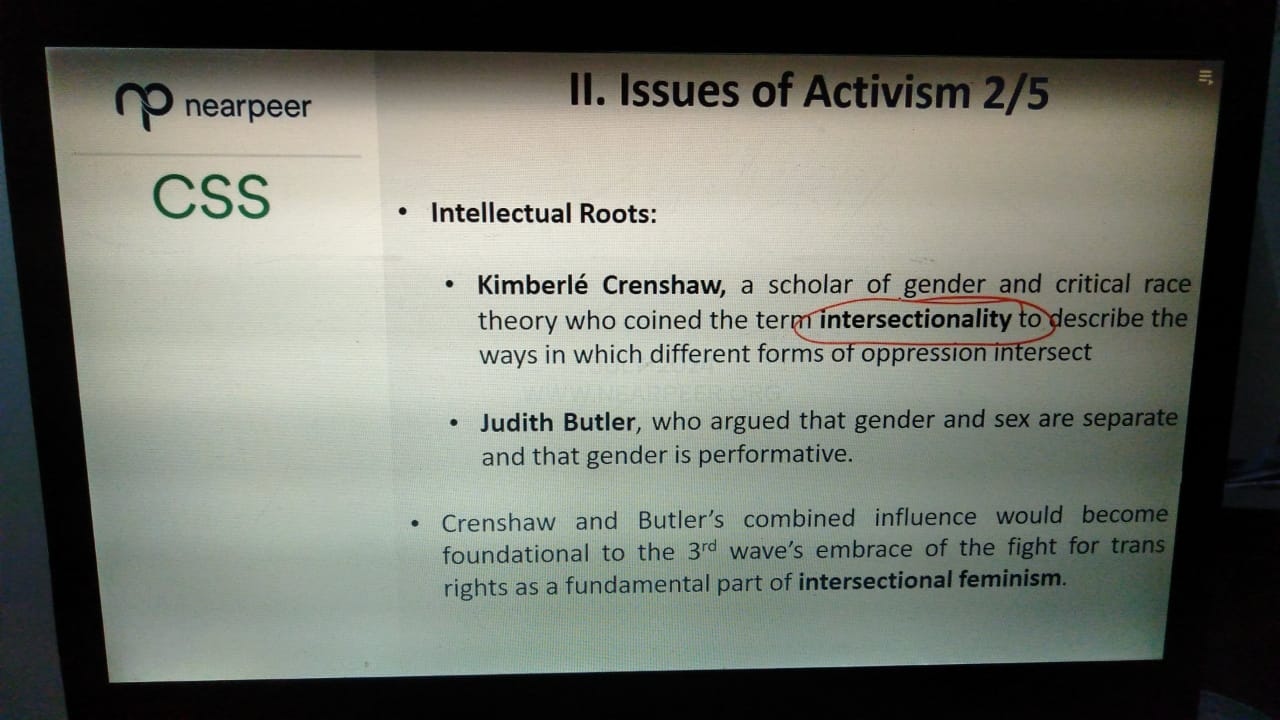 nearpeer
CSS
II. Issues of Activism 2/5
• Intellectual Roots:
• Kimberlé Crenshaw, a scholar of gender and critical race
theory who coined the term intersectionality to describe the
ways in which different forms of oppression intersect
WWW.NEARPEER.ORG
• Judith Butler, who argued that gender and sex are separate
and that gender is performative.
• Crenshaw and Butler's combined influence would become
foundational to the 3rd wave's embrace of the fight for trans
rights as a fundamental part of intersectional feminism.